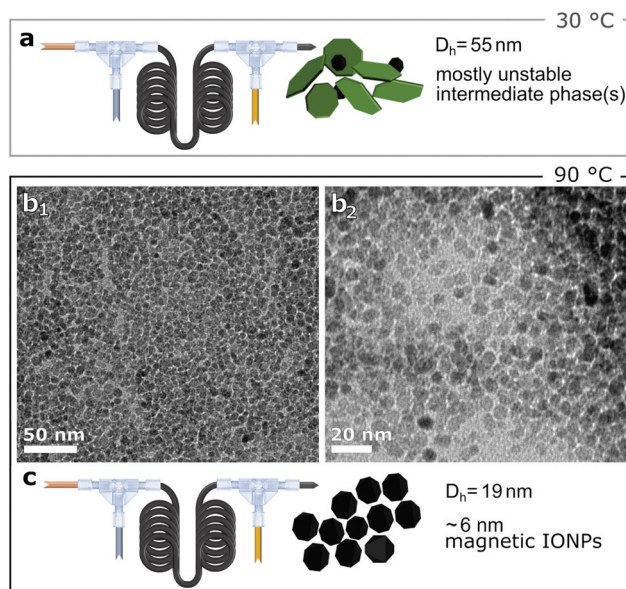 30 °C
a
Dₕ = 55 nm
mostly unstable
intermediate phase(s)
90 °C
b₁
b₂
50 nm
20 nm
c
Dₕ = 19 nm
~6 nm
magnetic IONPs